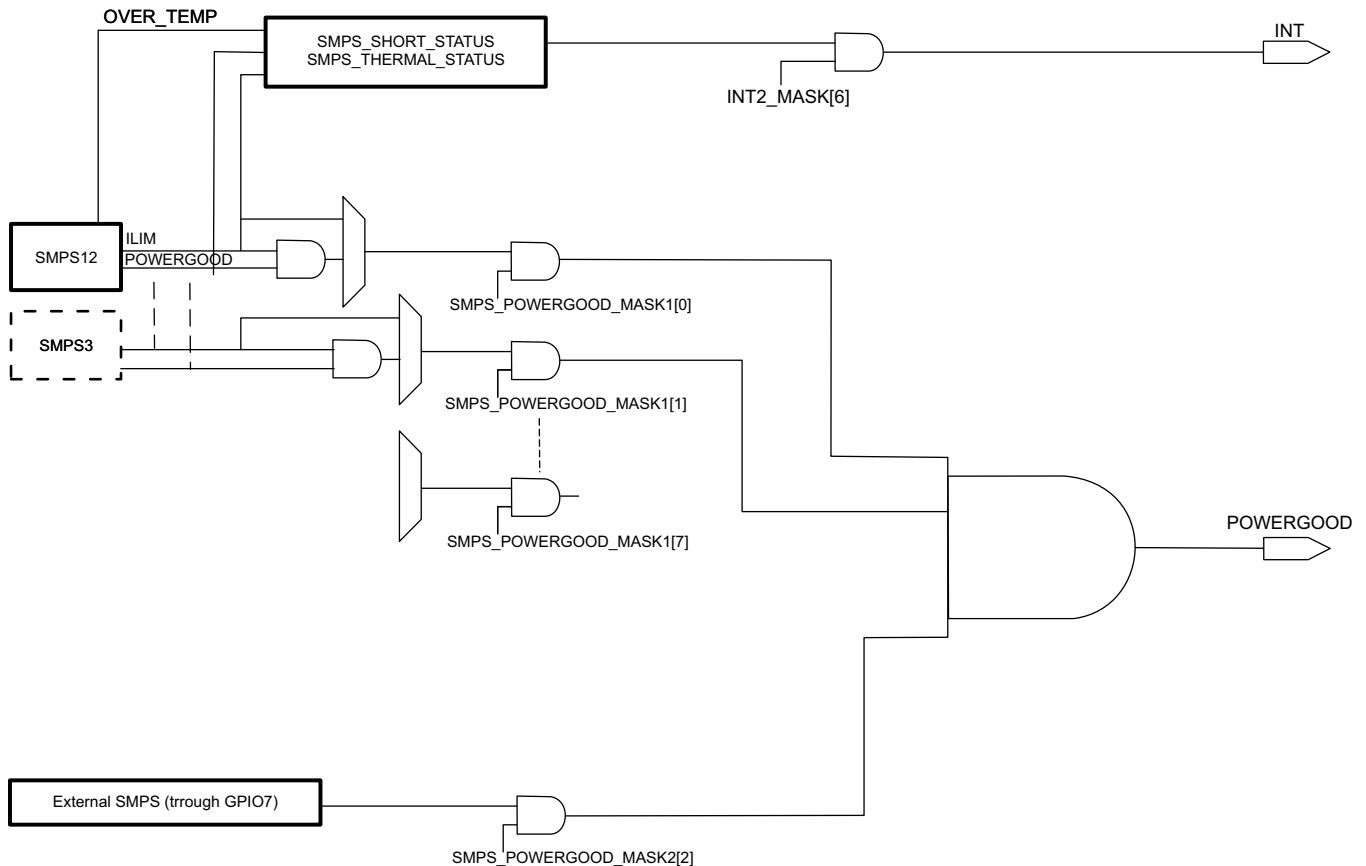 OVER_TEMP
SMPS_SHORT_STATUS
SMPS_THERMAL_STATUS
INT
INT2_MASK[6]
SMPS12
ILIM
POWERGOOD
SMPS_POWERGOOD_MASK1[0]
SMPS3
SMPS_POWERGOOD_MASK1[1]
SMPS_POWERGOOD_MASK1[7]
POWERGOOD
External SMPS (trrough GPIO7)
SMPS_POWERGOOD_MASK2[2]